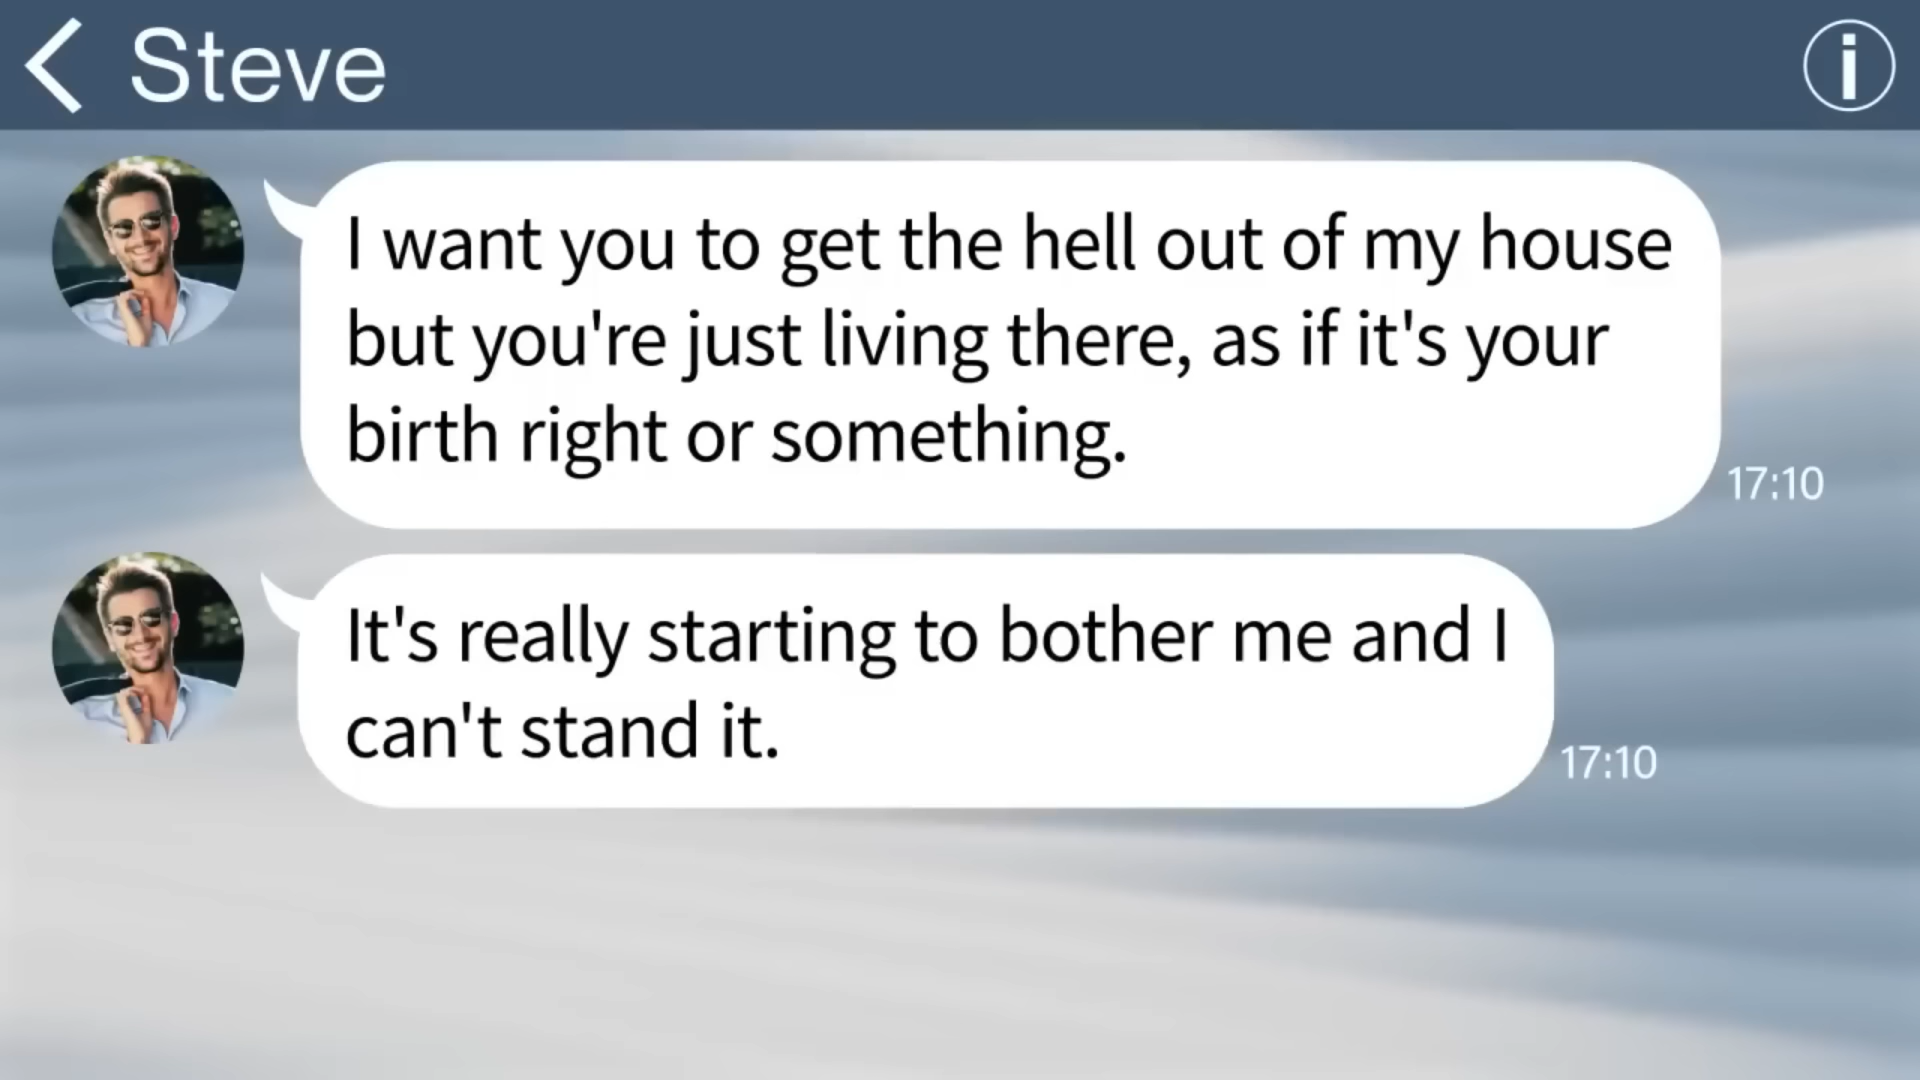 Steve
I want you to get the hell out of my house
but you're just living there, as if it's your
birth right or something.
17:10
It's really starting to bother me and I
can't stand it.
17:10